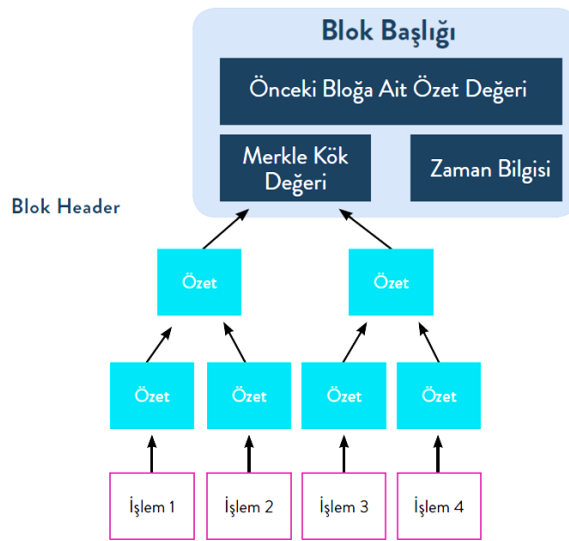 Blok Başlığı
Önceki Bloğa Ait Özet Değeri
Merkle Kök
Değeri
Zaman Bilgisi
Blok Header
Özet
Özet
Özet
Özet
Özet
Özet
İşlem 1
İşlem 2
İşlem 3
İşlem 4